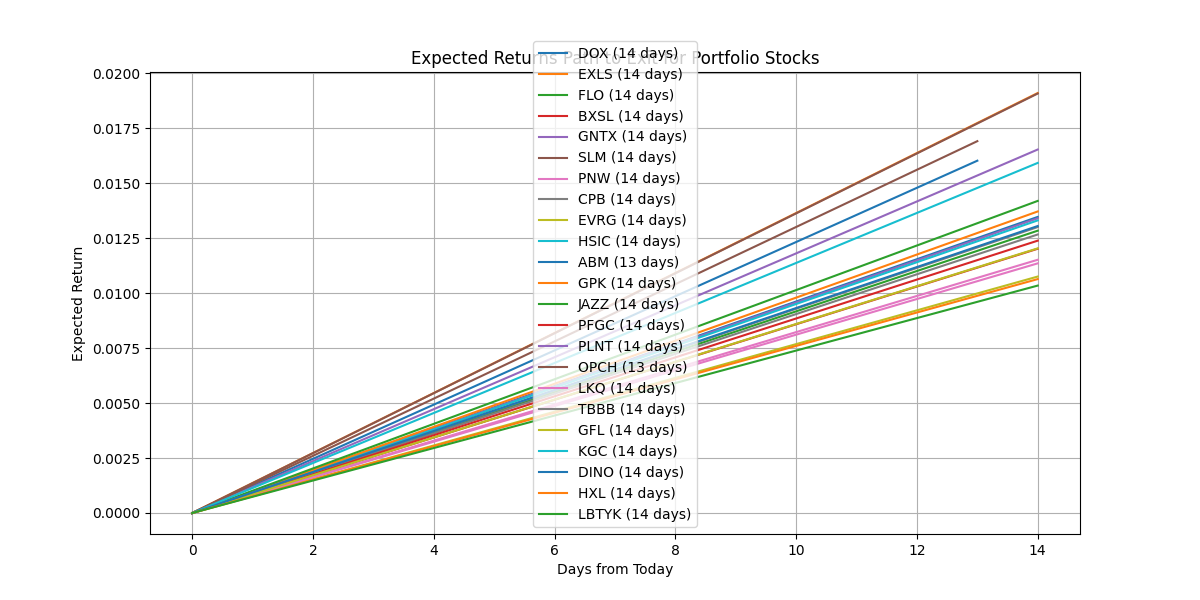 Expected Returns Path to Exit for Portfolio Stocks
DOX (14 days)
EXLS (14 days)
FLO (14 days)
BXSL (14 days)
GNTX (14 days)
SLM (14 days)
PNW (14 days)
CPB (14 days)
EVRG (14 days)
HSIC (14 days)
ABM (13 days)
GPK (14 days)
JAZZ (14 days)
PFGC (14 days)
PLNT (14 days)
OPCH (13 days)
LKQ (14 days)
TBBB (14 days)
GFL (14 days)
KGC (14 days)
DINO (14 days)
HXL (14 days)
LBTYK (14 days)
Expected Return
0.0200
0.0175
0.0150
0.0125
0.0100
0.0075
0.0050
0.0025
0.0000
0 2 4 6 8 10 12 14
Days from Today